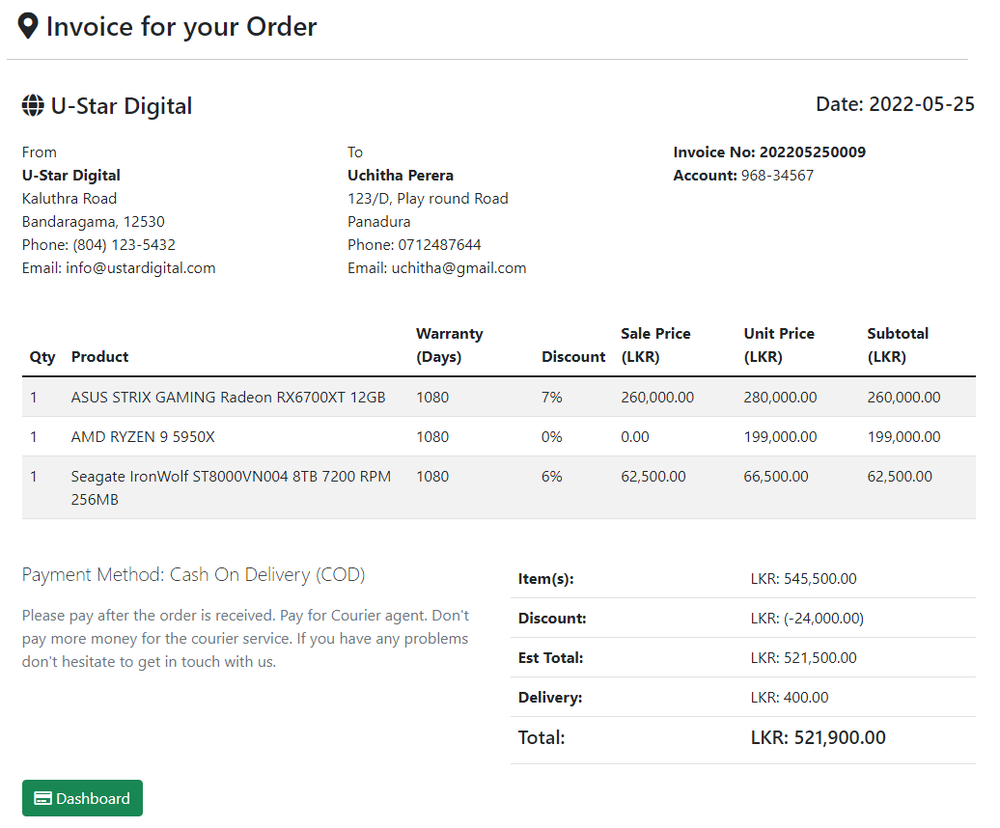 Invoice for your Order
U-Star Digital
Date: 2022-05-25
From
U-Star Digital
Kaluthra Road
Bandaragama, 12530
Phone: (804) 123-5432
Email: info@ustardigital.com
To
Uchitha Perera
123/D, Play round Road
Panadura
Phone: 0712487644
Email: uchitha@gmail.com
Invoice No: 202205250009
Account: 968-34567
Qty Product Warranty (Days) Discount Sale Price (LKR) Unit Price (LKR) Subtotal (LKR)
1 ASUS STRIX GAMING Radeon RX6700XT 12GB 1080 7% 260,000.00 280,000.00 260,000.00
1 AMD RYZEN 9 5950X 1080 0% 0.00 199,000.00 199,000.00
1 Seagate IronWolf ST8000VN004 8TB 7200 RPM 1080 6% 62,500.00 66,500.00 62,500.00
256MB
Payment Method: Cash On Delivery (COD)
Please pay after the order is received. Pay for Courier agent. Don't
pay more money for the courier service. If you have any problems
don't hesitate to get in touch with us.
Item(s): LKR: 545,500.00
Discount: LKR: (-24,000.00)
Est Total: LKR: 521,500.00
Delivery: LKR: 400.00
Total: LKR: 521,900.00
Dashboard